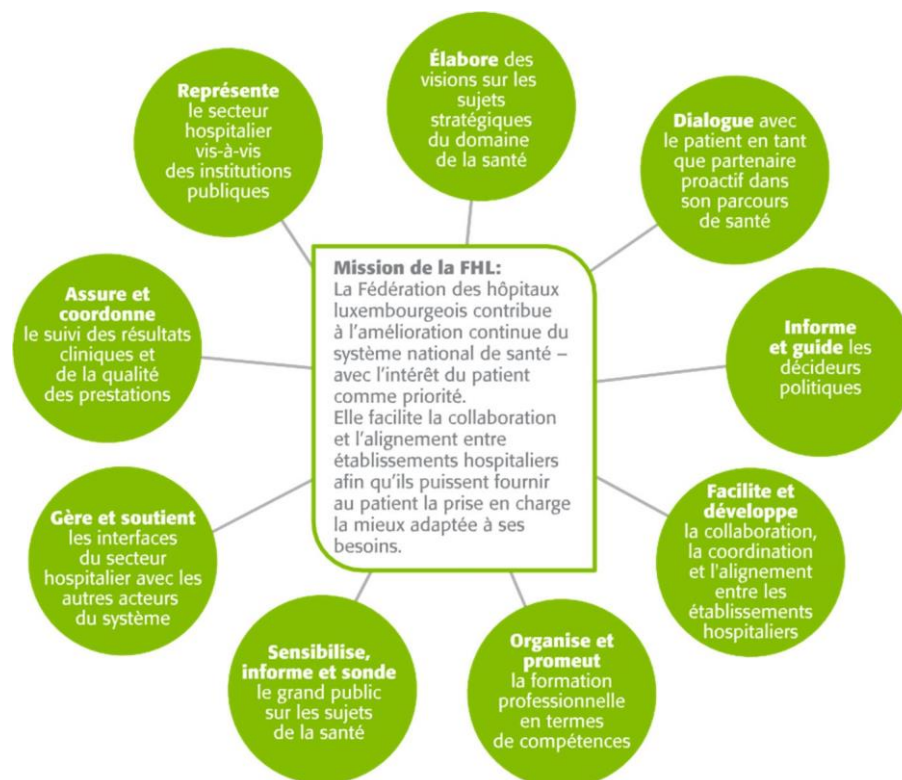 Élabore des
visions sur les
sujets
stratégiques
du domaine
de la santé
Dialogue avec
le patient en tant
que partenaire
proactif dans
son parcours
de santé
Informe
et guide les
décideurs
politiques
Facilite et
développe
la collaboration,
la coordination
et l'alignement
entre les
établissements
hospitaliers
Organise et
promeut
la formation
professionnelle
en termes
de compétences
Sensibilise,
informe et sonde
le grand public
sur les sujets
de la santé
Gère et soutient
les interfaces
du secteur
hospitalier avec les
autres acteurs
du système
Assure et
coordonne
le suivi des résultats
cliniques et
de la qualité
des prestations
Représente
le secteur
hospitalier
vis-à-vis
des institutions
publiques
Mission de la FHL:
La Fédération des hôpitaux
luxembourgeois contribue
à l’amélioration continue du
système national de santé –
avec l’intérêt du patient
comme priorité.
Elle facilite la collaboration
et l’alignement entre
établissements hospitaliers
afin qu’ils puissent fournir
au patient la prise en charge
la mieux adaptée à ses
besoins.